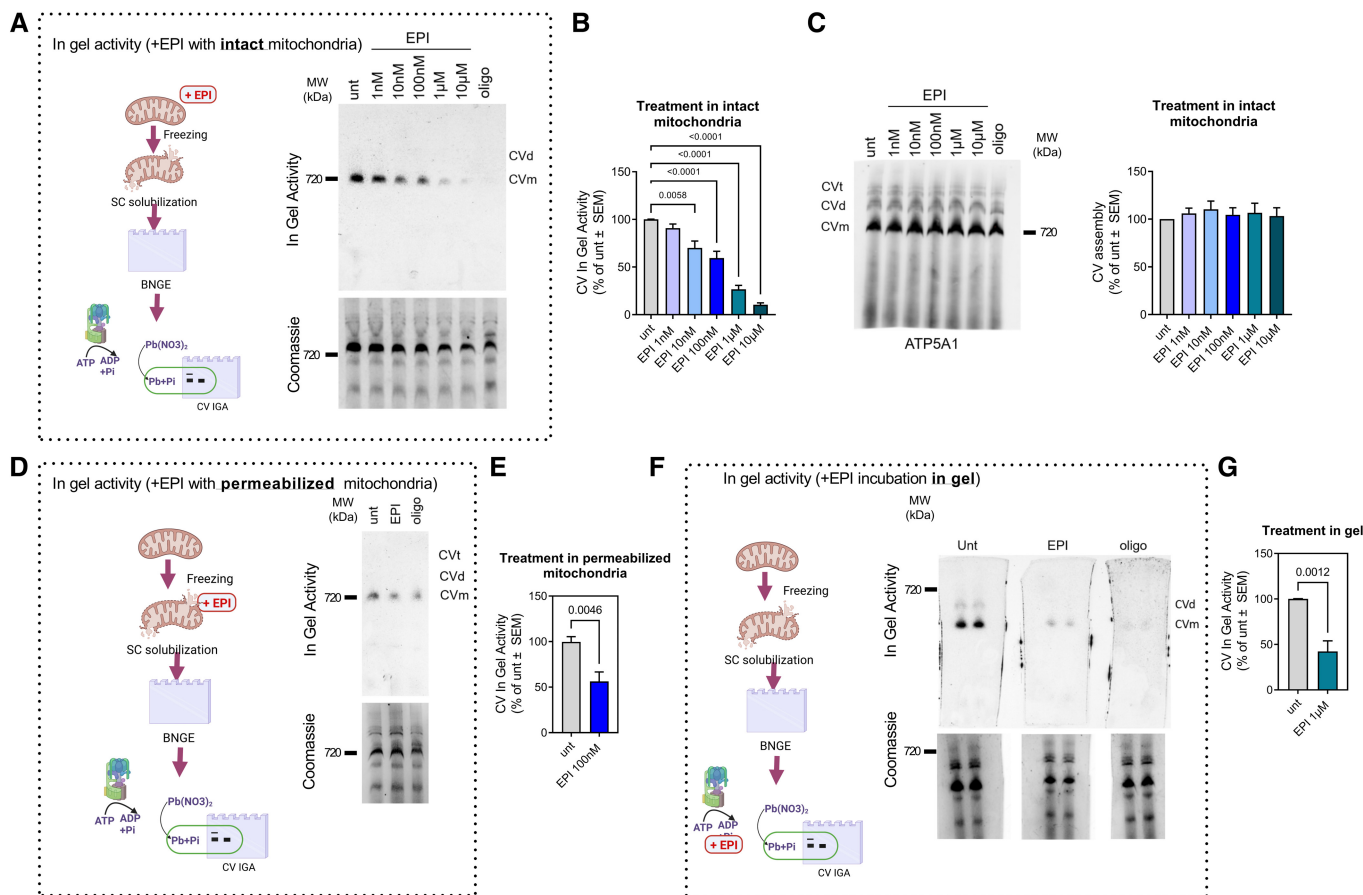 A
In gel activity (+EPI with intact mitochondria)
+ EPI
Freezing
SC solubilization
BNGE
ATP
ADP
+Pi
Pb(NO3)₂
Pb+Pi
CV IGA
EPI
MW
(kDa)
unt
1nM
10nM
100nM
1µM
10µM
oligo
In Gel Activity
720
CVd
CVm
Coomassie
720
B
Treatment in intact
mitochondria
<0.0001
<0.0001
<0.0001
0.0058
CV In Gel Activity
(% of unt ± SEM)
150
100
50
0
unt
EPI 1nM
EPI 10nM
EPI 100nM
EPI 1µM
EPI 10µM
C
EPI
unt
1nM
10nM
100nM
1µM
10µM
oligo
MW
(kDa)
CVt
CVd
CVm
720
ATP5A1
Treatment in intact
mitochondria
CV assembly
(% of unt ± SEM)
150
100
50
0
unt
EPI 1nM
EPI 10nM
EPI 100nM
EPI 1µM
EPI 10µM
D
In gel activity (+EPI with permeabilized mitochondria)
Freezing
+ EPI
SC solubilization
BNGE
ATP
ADP
+Pi
Pb(NO3)₂
Pb+Pi
CV IGA
MW
(kDa)
unt
EPI
oligo
In Gel Activity
720
CVt
CVd
CVm
Coomassie
720
E
Treatment in permeabilized
mitochondria
0.0046
CV In Gel Activity
(% of unt ± SEM)
150
100
50
0
unt
EPI 100nM
F
In gel activity (+EPI incubation in gel)
Freezing
SC solubilization
BNGE
ATP
ADP
+Pi
+ EPI
Pb(NO3)₂
Pb+Pi
CV IGA
MW
(kDa)
Unt
EPI
oligo
In Gel Activity
720
CVd
CVm
Coomassie
720
G
Treatment in gel
0.0012
CV In Gel Activity
(% of unt ± SEM)
150
100
50
0
unt
EPI 1µM